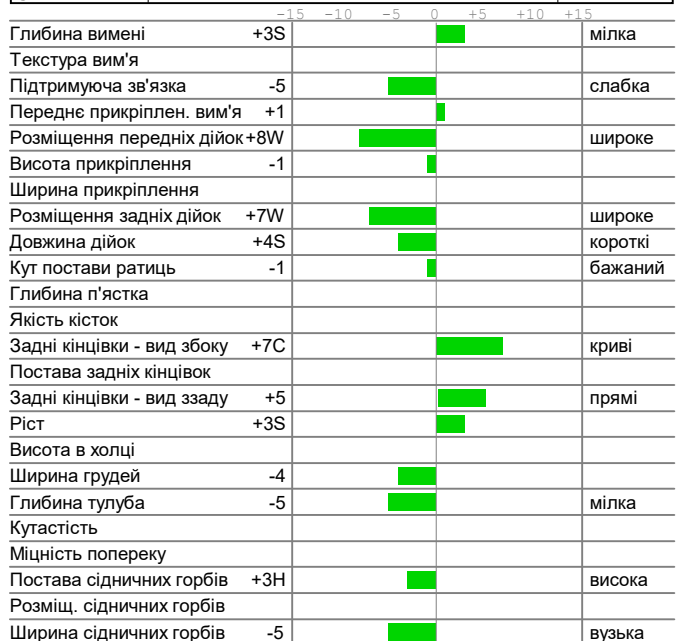 -15 -10 -5 0 +5 +10 +15
Глибина вимені +3S мілка
Текстура вим'я
Підтримуюча зв'язка -5 слабка
Переднє прикріплен. вим'я +1
Розміщення передніх дійок +8W широке
Висота прикріплення -1
Ширина прикріплення
Розміщення задніх дійок +7W широке
Довжина дійок +4S короткі
Кут постави ратиць -1 бажаний
Глибина п'ястка
Якість кісток
Задні кінцівки - вид збоку +7C криві
Постава задніх кінцівок
Задні кінцівки - вид ззаду +5 прямі
Ріст +3S
Висота в холці
Ширина грудей -4
Глибина тулуба -5 мілка
Кутастість
Міцність попереку
Постава сідничних горбів +3H висока
Розміщ. сідничних горбів
Ширина сідничних горбів -5 вузька